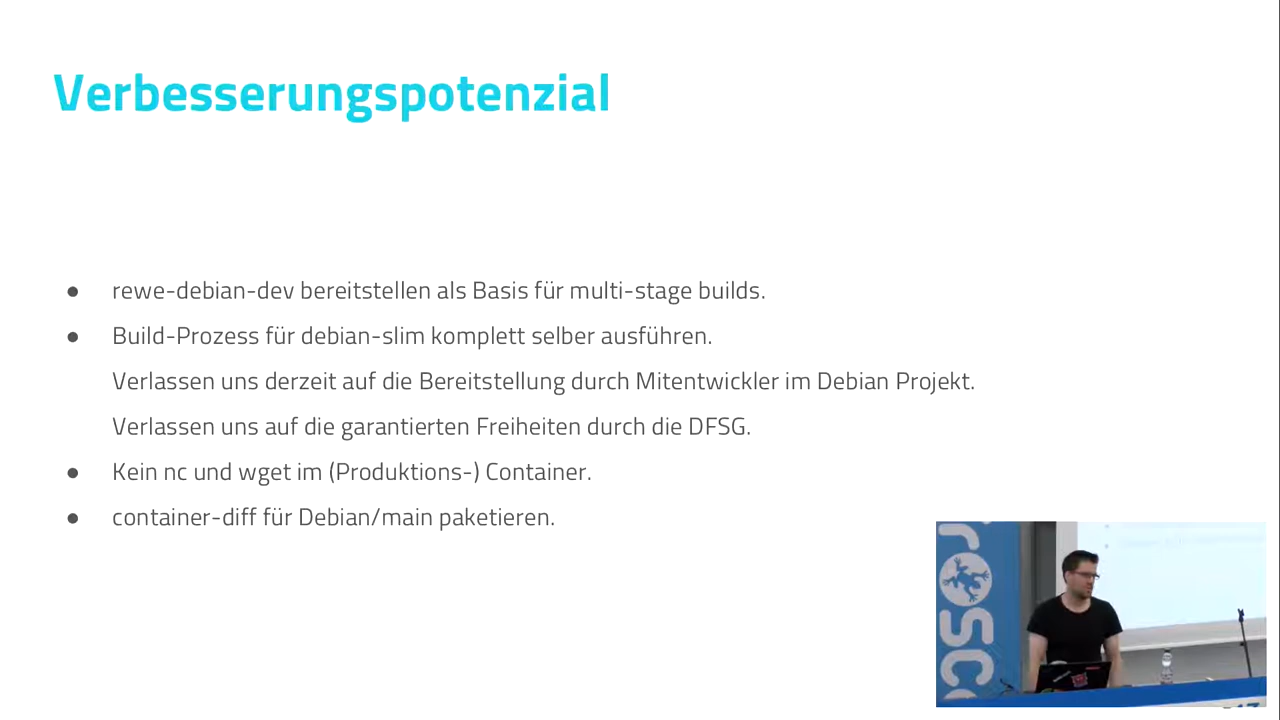 Verbesserungspotenzial
● rewe-debian-dev bereitstellen als Basis für multi-stage builds.
● Build-Prozess für debian-slim komplett selber ausführen.
Verlassen uns derzeit auf die Bereitstellung durch Mitentwickler im Debian Projekt.
Verlassen uns auf die garantierten Freiheiten durch die DFSG.
● Kein nc und wget im (Produktions-) Container.
● container-diff für Debian/main paketieren.